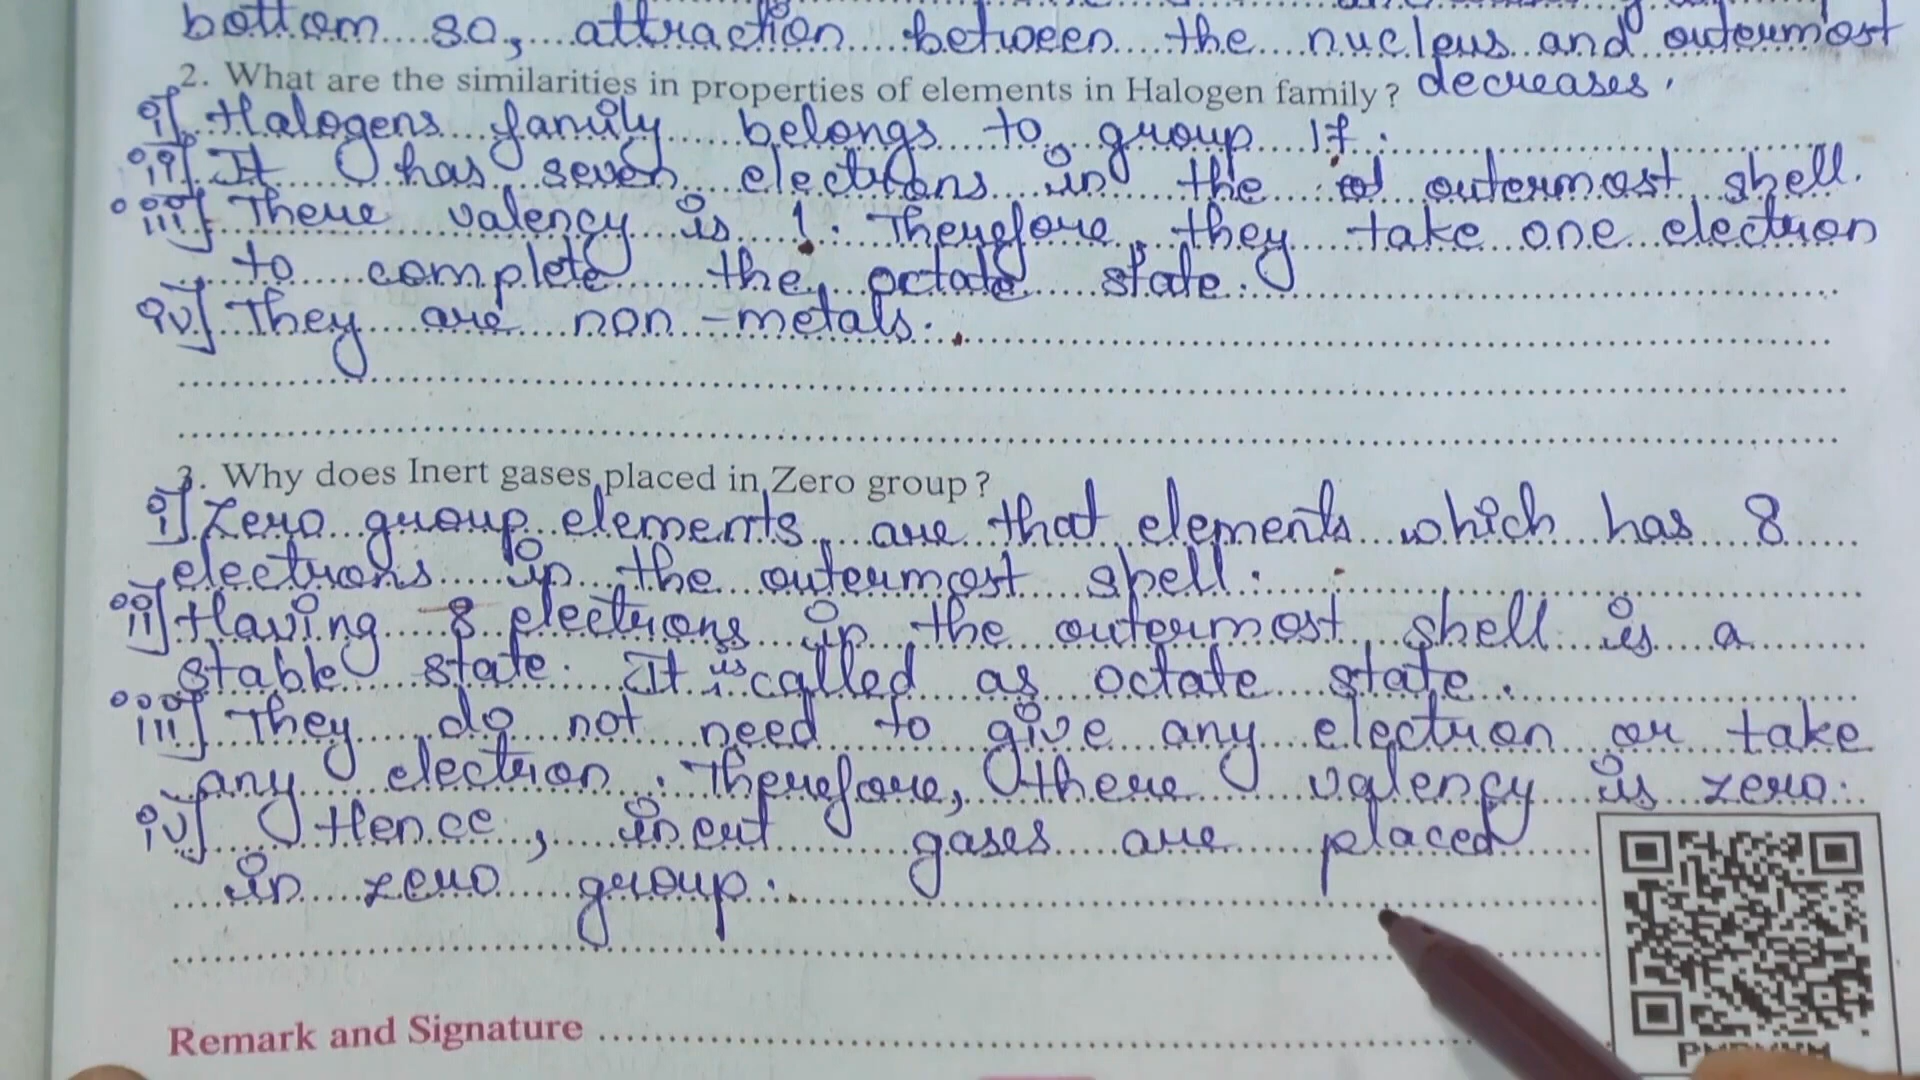 bottom so, attraction between the nucleus and outermost
2. What are the similarities in properties of elements in Halogen family? decreases.
i] Halogens family belongs to group 17.
ii] It has seven electrons in the outermost shell.
iii] There valency is 1. Therefore, they take one electron
to complete the octate state.
iv] They are non-metals.
3. Why does Inert gases placed in Zero group?
i] Zero group elements are that elements which has 8
electrons in the outermost shell.
ii] Having 8 electrons in the outermost shell is a
stable state. It is called as octate state.
iii] They do not need to give any electron or take
any electron. Therefore, there valency is zero.
iv] Hence, inert gases are placed
in zero group.
Remark and Signature